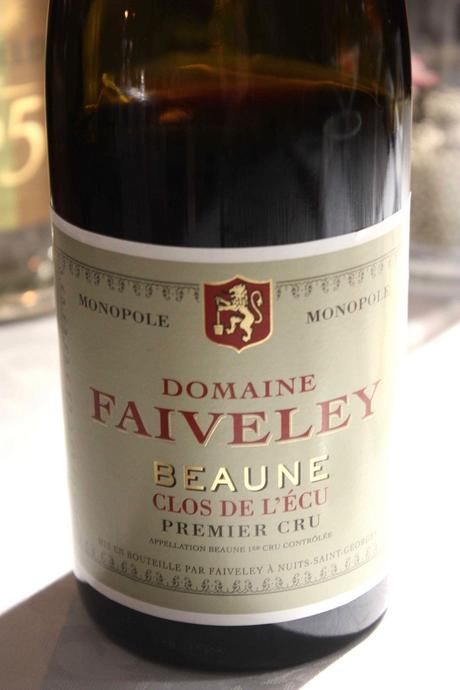 MONOPOLE
MONOPOLE
DOMAINE
FAIVELEY
BEAUNE
CLOS DE L'ÉCU
PREMIER CRU
APPELLATION BEAUNE 1ER CRU CONTRÔLÉE
MIS EN BOUTEILLE PAR FAIVELEY À NUITS-SAINT-GEORGES
5